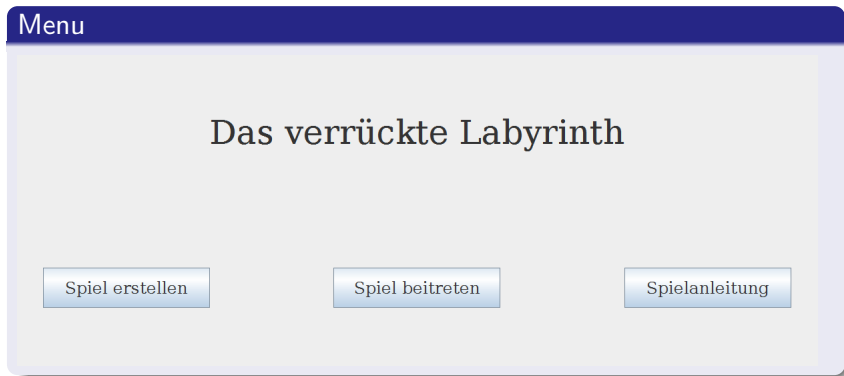 Menu
Das verrückte Labyrinth
Spiel erstellen
Spiel beitreten
Spielanleitung